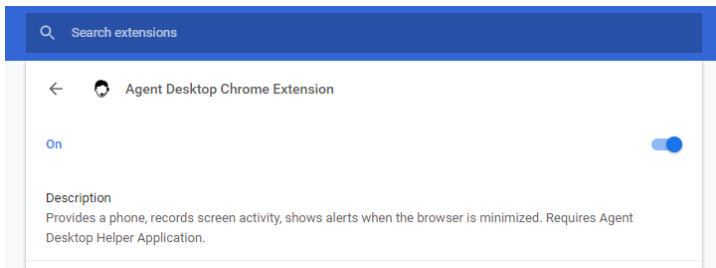 Search extensions
Agent Desktop Chrome Extension
On
Description
Provides a phone, records screen activity, shows alerts when the browser is minimized. Requires Agent
Desktop Helper Application.